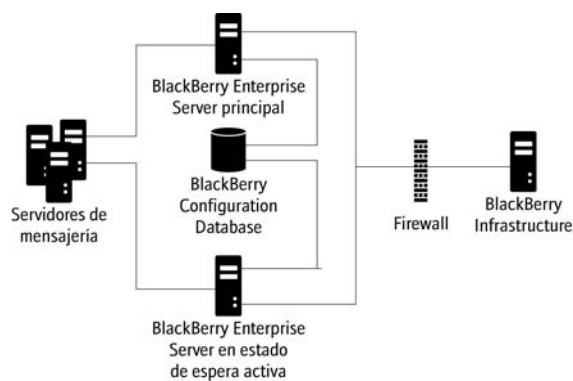 BlackBerry Enterprise
Server principal
Servidores de
mensajería
BlackBerry
Configuration
Database
Firewall
BlackBerry
Infrastructure
BlackBerry Enterprise
Server en estado
de espera activa